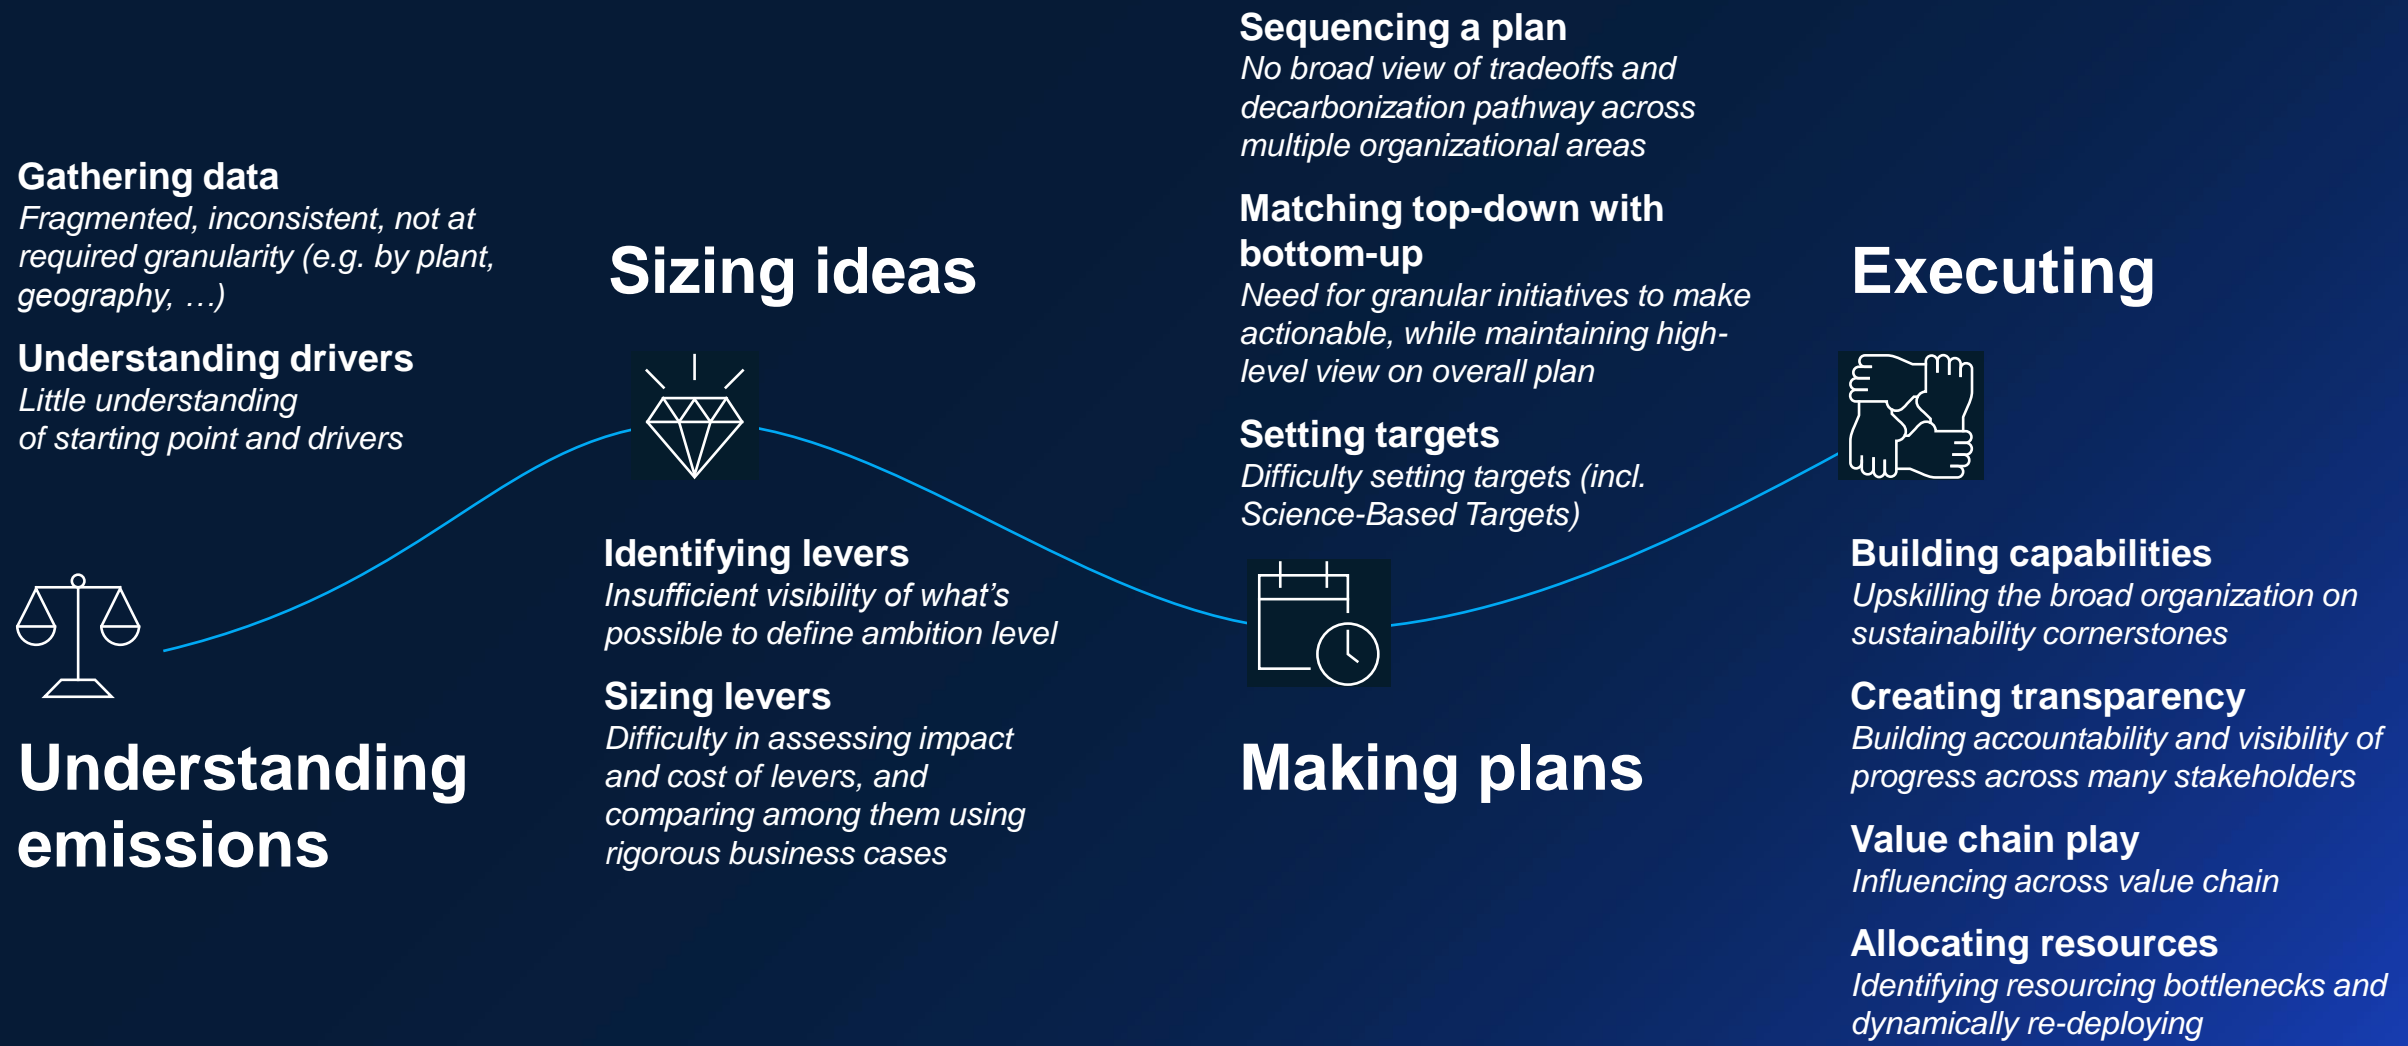 Gathering data
Fragmented, inconsistent, not at
required granularity (e.g. by plant,
geography, …)
Understanding drivers
Little understanding
of starting point and drivers
Understanding
emissions
Sizing ideas
Identifying levers
Insufficient visibility of what’s
possible to define ambition level
Sizing levers
Difficulty in assessing impact
and cost of levers, and
comparing among them using
rigorous business cases
Sequencing a plan
No broad view of tradeoffs and
decarbonization pathway across
multiple organizational areas
Matching top-down with
bottom-up
Need for granular initiatives to make
actionable, while maintaining high-
level view on overall plan
Setting targets
Difficulty setting targets (incl.
Science-Based Targets)
Making plans
Executing
Building capabilities
Upskilling the broad organization on
sustainability cornerstones
Creating transparency
Building accountability and visibility of
progress across many stakeholders
Value chain play
Influencing across value chain
Allocating resources
Identifying resourcing bottlenecks and
dynamically re-deploying